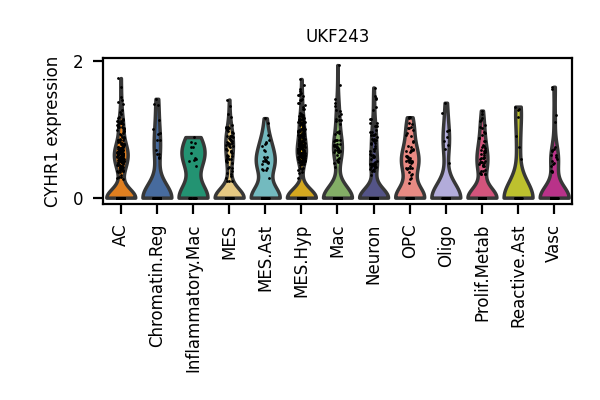 UKF243
CYHR1 expression
2
0
AC
Chromatin.Reg
Inflammatory.Mac
MES
MES.Ast
MES.Hyp
Mac
Neuron
OPC
Oligo
Prolif.Metab
Reactive.Ast
Vasc